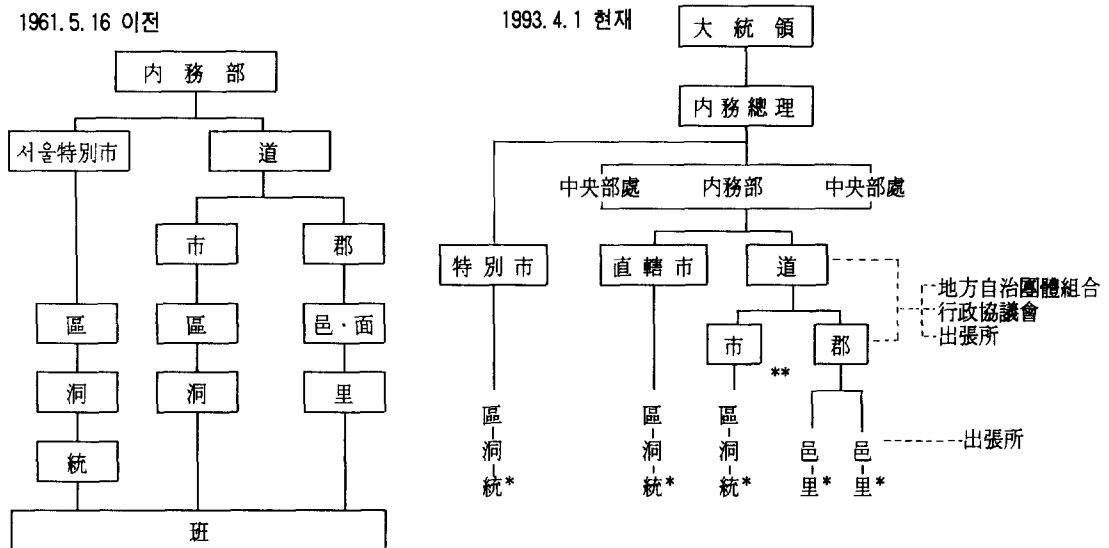 1961.5.16 이전
内務部
서울特別市 道
市 郡
區 區 邑·面
洞 洞 里
統
班
1993.4.1 현재
大統領
内務總理
中央部處 内務部 中央部處
特別市 直轄市 道
地方自治團體組合
行政協議會
出張所
市 郡
**
區 區 區 邑 邑
洞 洞 洞
統* 統* 統* 里* 里*
出張所